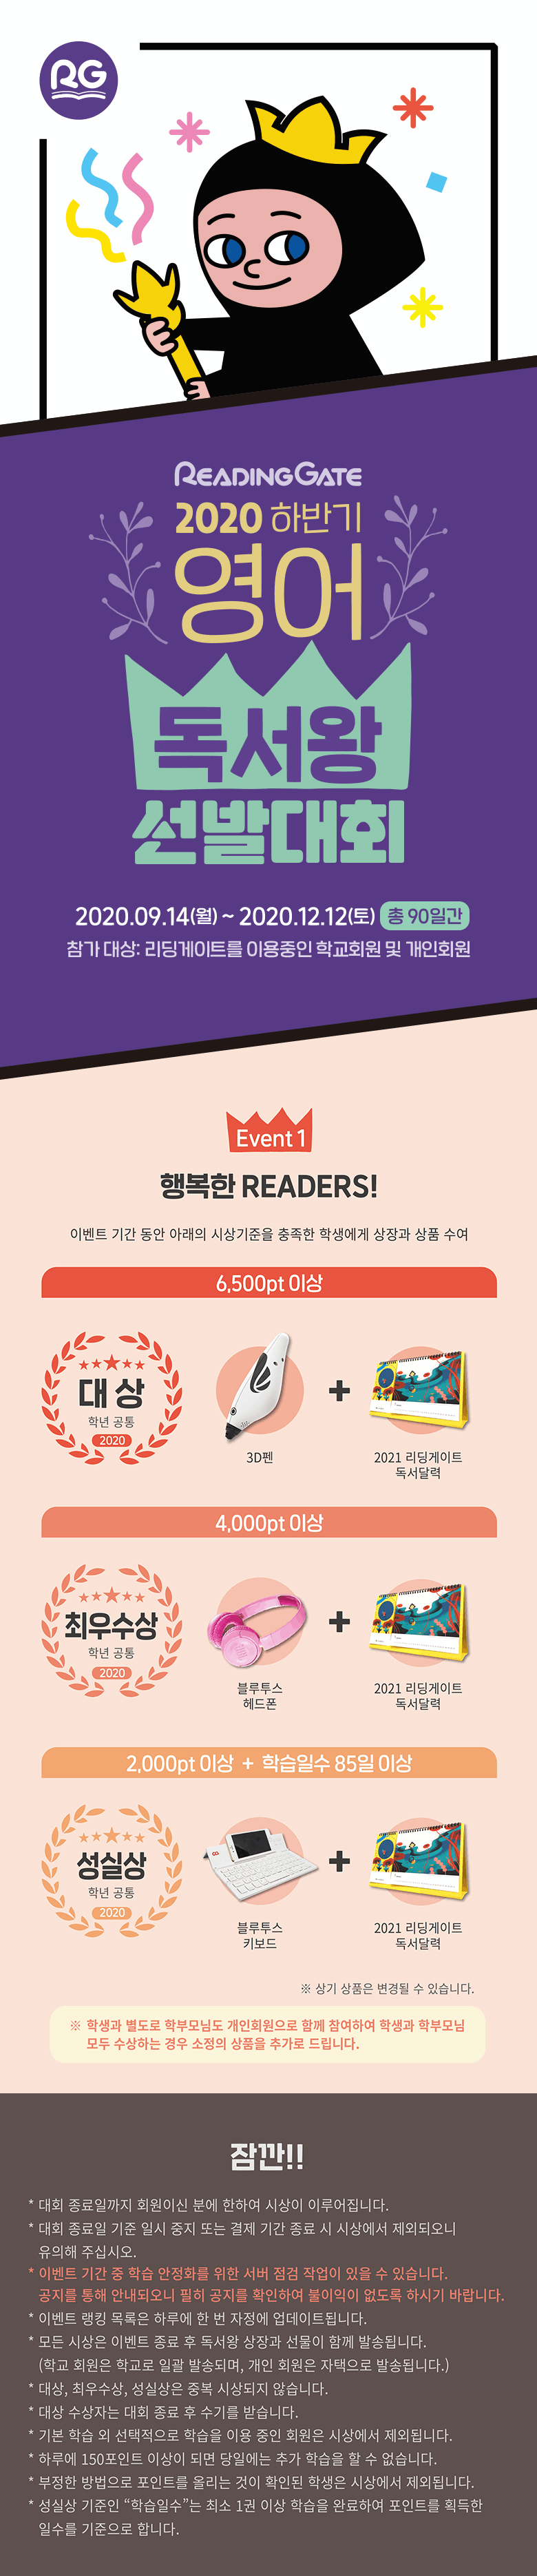 RG
READINGGATE
2020 하반기
영어
독서왕
선발대회
2020.09.14(월) ~ 2020.12.12(토) 총 90일간
참가 대상: 리딩게이트를 이용중인 학교회원 및 개인회원
Event 1
행복한 READERS!
이벤트 기간 동안 아래의 시상기준을 충족한 학생에게 상장과 상품 수여
6,500pt 이상
대 상
학년 공통
2020
3D펜
+
2021 리딩게이트
독서달력
4,000pt 이상
최우수상
학년 공통
2020
블루투스
헤드폰
+
2021 리딩게이트
독서달력
2,000pt 이상 + 학습일수 85일 이상
성실상
학년 공통
2020
블루투스
키보드
+
2021 리딩게이트
독서달력
※ 상기 상품은 변경될 수 있습니다.
※ 학생과 별도로 학부모님도 개인회원으로 함께 참여하여 학생과 학부모님
모두 수상하는 경우 소정의 상품을 추가로 드립니다.
잠깐!!
* 대회 종료일까지 회원이신 분에 한하여 시상이 이루어집니다.
* 대회 종료일 기준 일시 중지 또는 결제 기간 종료 시 시상에서 제외되오니
유의해 주십시오.
* 이벤트 기간 중 학습 안정화를 위한 서버 점검 작업이 있을 수 있습니다.
공지를 통해 안내되오니 필히 공지를 확인하여 불이익이 없도록 하시기 바랍니다.
* 이벤트 랭킹 목록은 하루에 한 번 자정에 업데이트됩니다.
* 모든 시상은 이벤트 종료 후 독서왕 상장과 선물이 함께 발송됩니다.
(학교 회원은 학교로 일괄 발송되며, 개인 회원은 자택으로 발송됩니다.)
* 대상, 최우수상, 성실상은 중복 시상되지 않습니다.
* 대상 수상자는 대회 종료 후 수기를 받습니다.
* 기본 학습 외 선택적으로 학습을 이용 중인 회원은 시상에서 제외됩니다.
* 하루에 150포인트 이상이 되면 당일에는 추가 학습을 할 수 없습니다.
* 부정한 방법으로 포인트를 올리는 것이 확인된 학생은 시상에서 제외됩니다.
* 성실상 기준인 “학습일수”는 최소 1권 이상 학습을 완료하여 포인트를 획득한
일수를 기준으로 합니다.